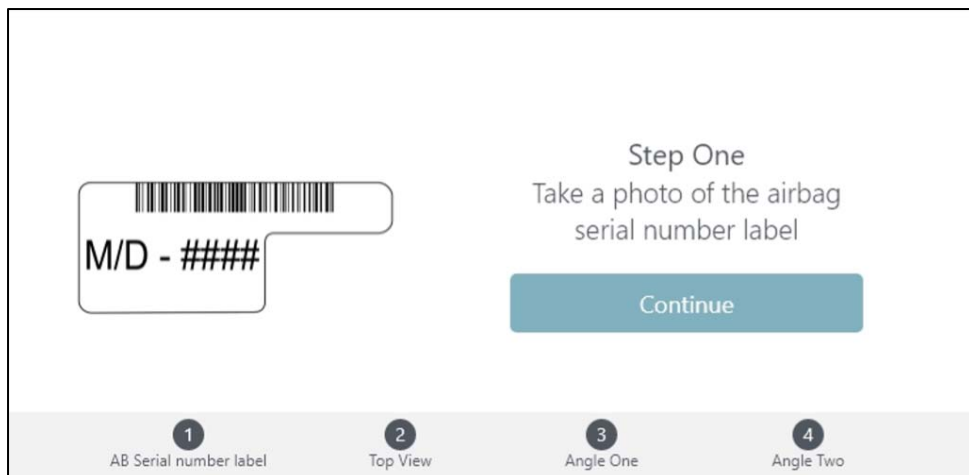 Step One
Take a photo of the airbag
serial number label
M/D - ####
Continue
1
AB Serial number label
2
Top View
3
Angle One
4
Angle Two